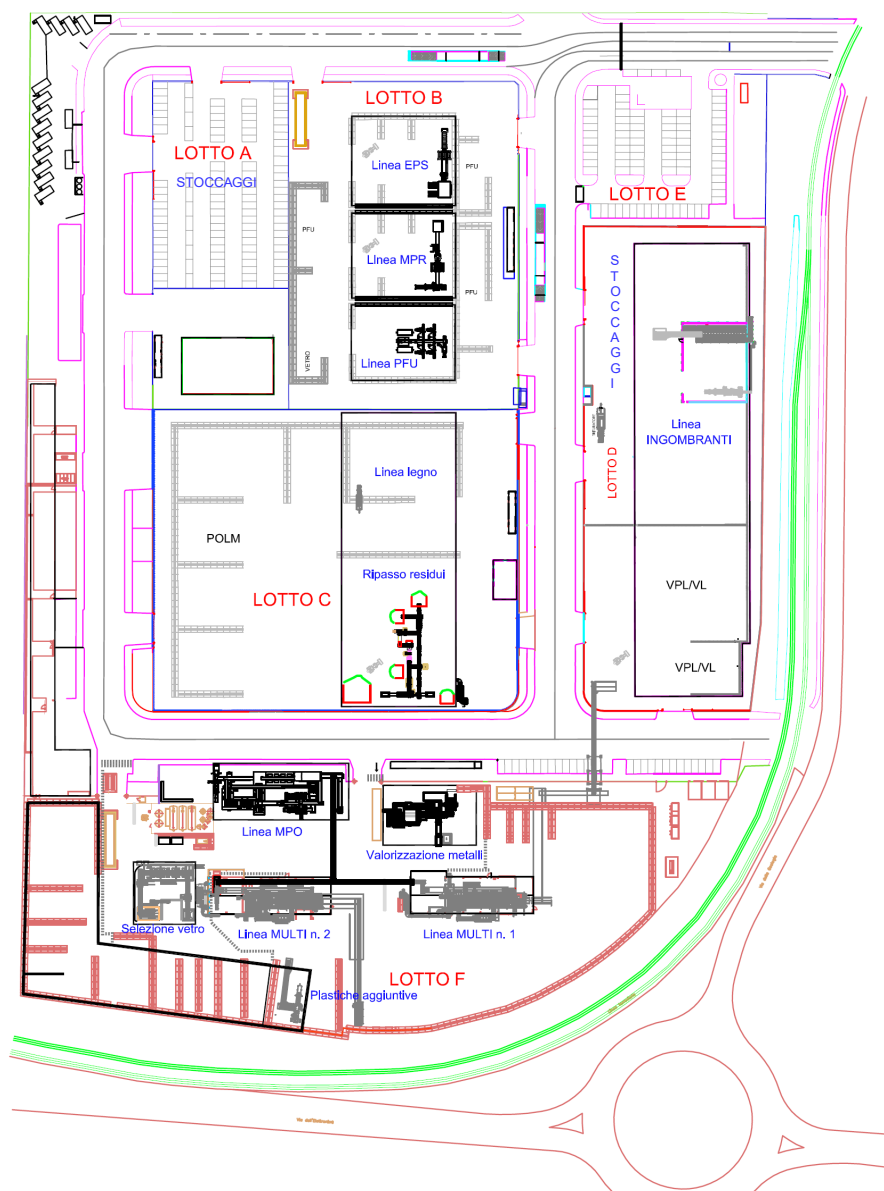 LOTTO B
LOTTO A
STOCCAGGI
Linea EPS
PFU
LOTTO E
PFU
Linea MPR
PFU
STOCCAGGI
VETRO
Linea PFU
Linea INGOMBRANTI
Linea legno
LOTTO D
POLM
Ripasso residui
LOTTO C
VPL/VL
VPL/VL
Linea MPO
Valorizzazione metalli
Selezione vetro
Linea MULTI n. 2
Linea MULTI n. 1
LOTTO F
Plastiche aggiuntive